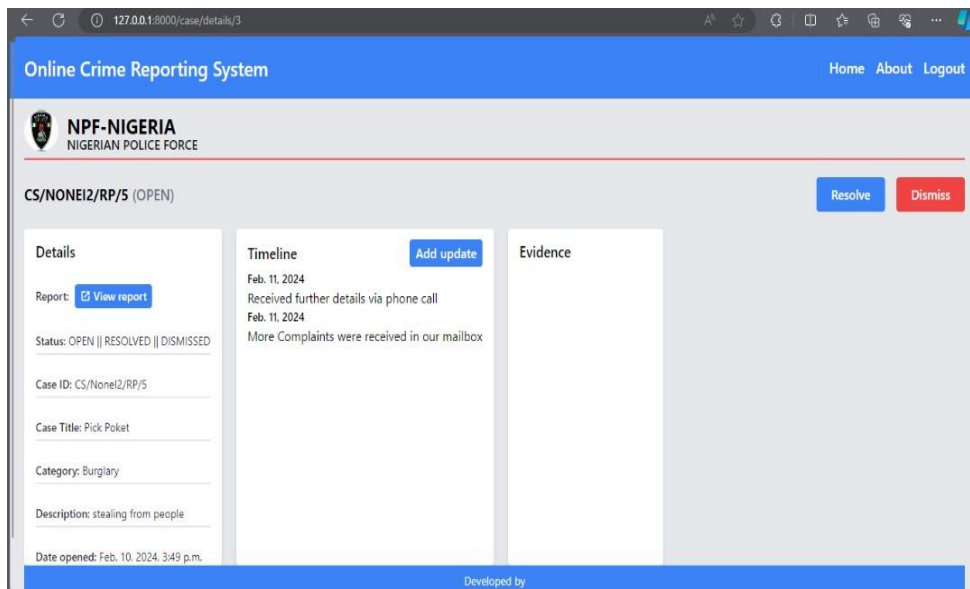 127.0.0.1:8000/case/details/3
Online Crime Reporting System
Home About Logout
NPF-NIGERIA
NIGERIAN POLICE FORCE
CS/NONEI2/RP/5 (OPEN)
Resolve
Dismiss
Details
Report: View report
Status: OPEN || RESOLVED || DISMISSED
Case ID: CS/NoneI2/RP/5
Case Title: Pick Poket
Category: Burglary
Description: stealing from people
Date opened: Feb. 10, 2024, 3:49 p.m.
Timeline
Add update
Feb. 11, 2024
Received further details via phone call
Feb. 11, 2024
More Complaints were received in our mailbox
Evidence
Developed by